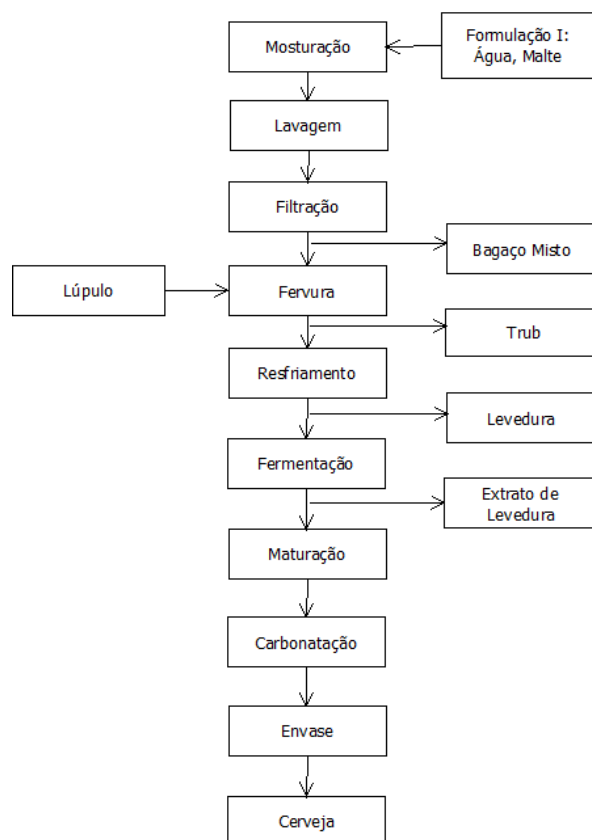 Mosturação
Formulação I:
Água, Malte
Lavagem
Filtração
Bagaço Misto
Lúpulo
Fervura
Trub
Resfriamento
Levedura
Fermentação
Extrato de
Levedura
Maturação
Carbonatação
Envase
Cerveja